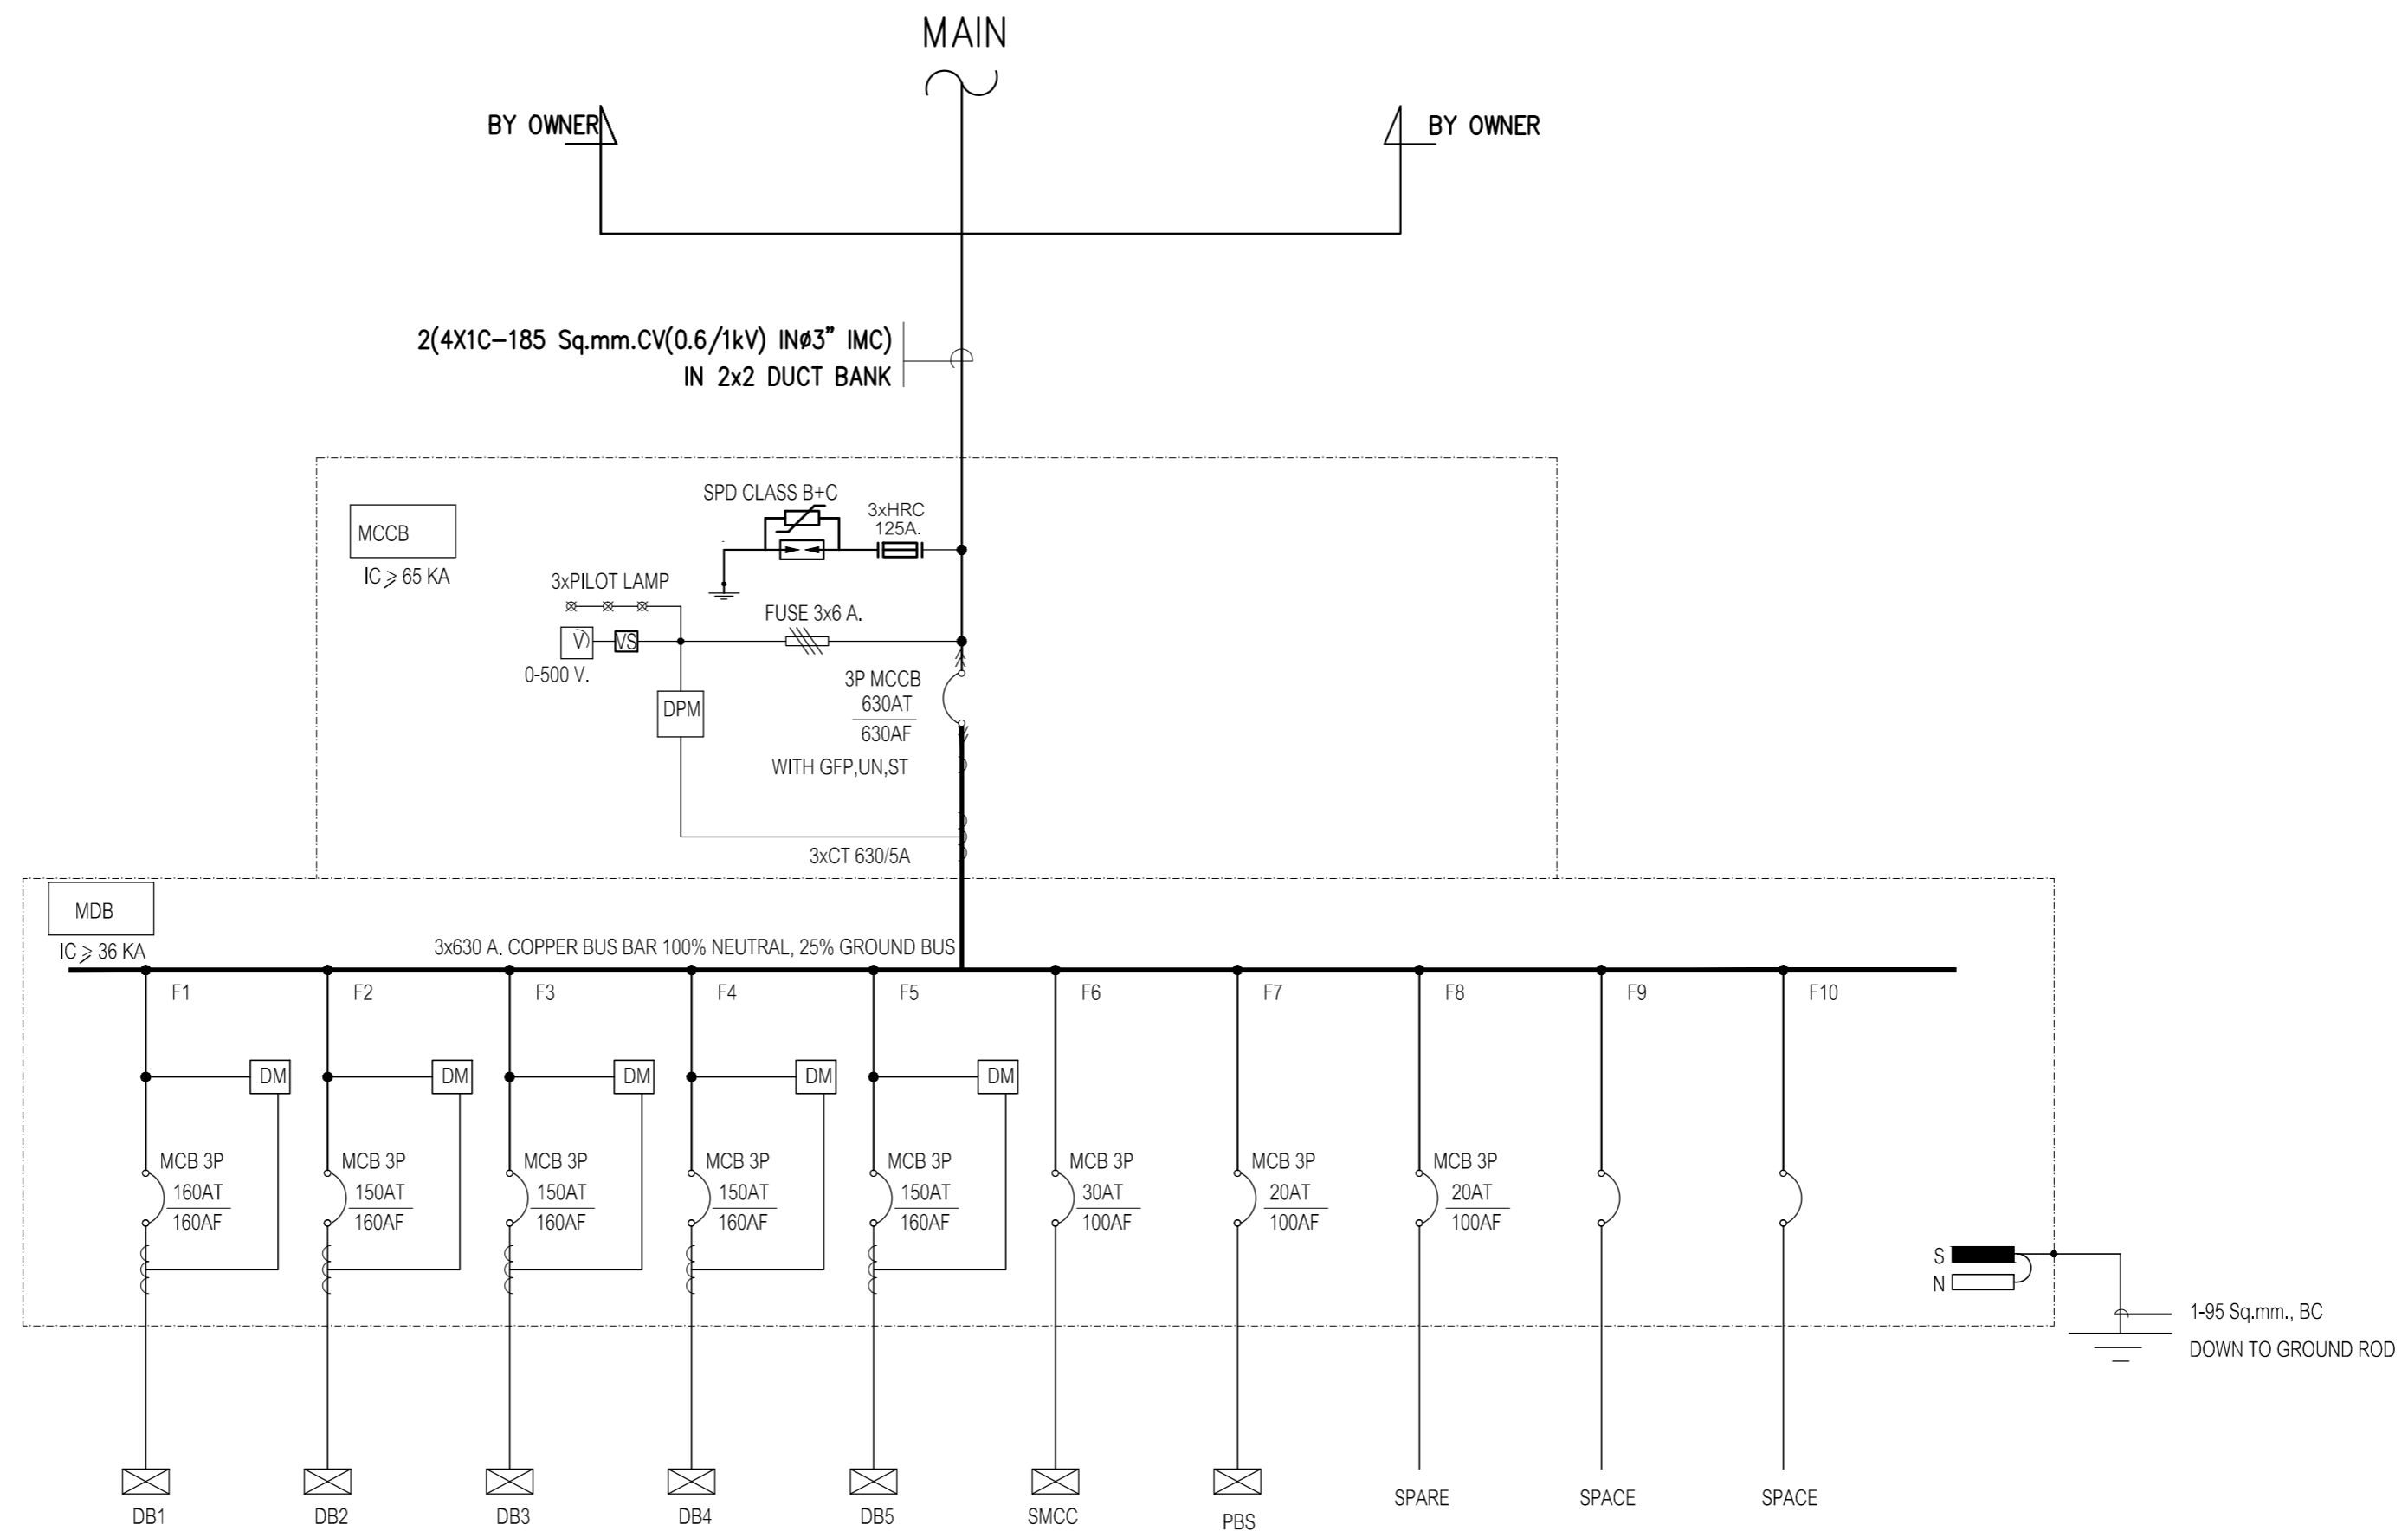 MAIN
BY OWNER
BY OWNER
2(4X1C-185 Sq.mm.CV(0.6/1kV) INø3" IMC)
IN 2x2 DUCT BANK
MCCB
IC ⩾ 65 KA
SPD CLASS B+C
3xHRC
125A.
3xPILOT LAMP
FUSE 3x6 A.
V
VS
0-500 V.
DPM
3P MCCB
630AT
630AF
WITH GFP,UN,ST
3xCT 630/5A
MDB
IC ⩾ 36 KA
3x630 A. COPPER BUS BAR 100% NEUTRAL, 25% GROUND BUS
F1
F2
F3
F4
F5
F6
F7
F8
F9
F10
DM
DM
DM
DM
DM
MCB 3P
160AT
160AF
MCB 3P
150AT
160AF
MCB 3P
150AT
160AF
MCB 3P
150AT
160AF
MCB 3P
150AT
160AF
MCB 3P
30AT
100AF
MCB 3P
20AT
100AF
MCB 3P
20AT
100AF
S
N
1-95 Sq.mm., BC
DOWN TO GROUND ROD
DB1
DB2
DB3
DB4
DB5
SMCC
PBS
SPARE
SPACE
SPACE